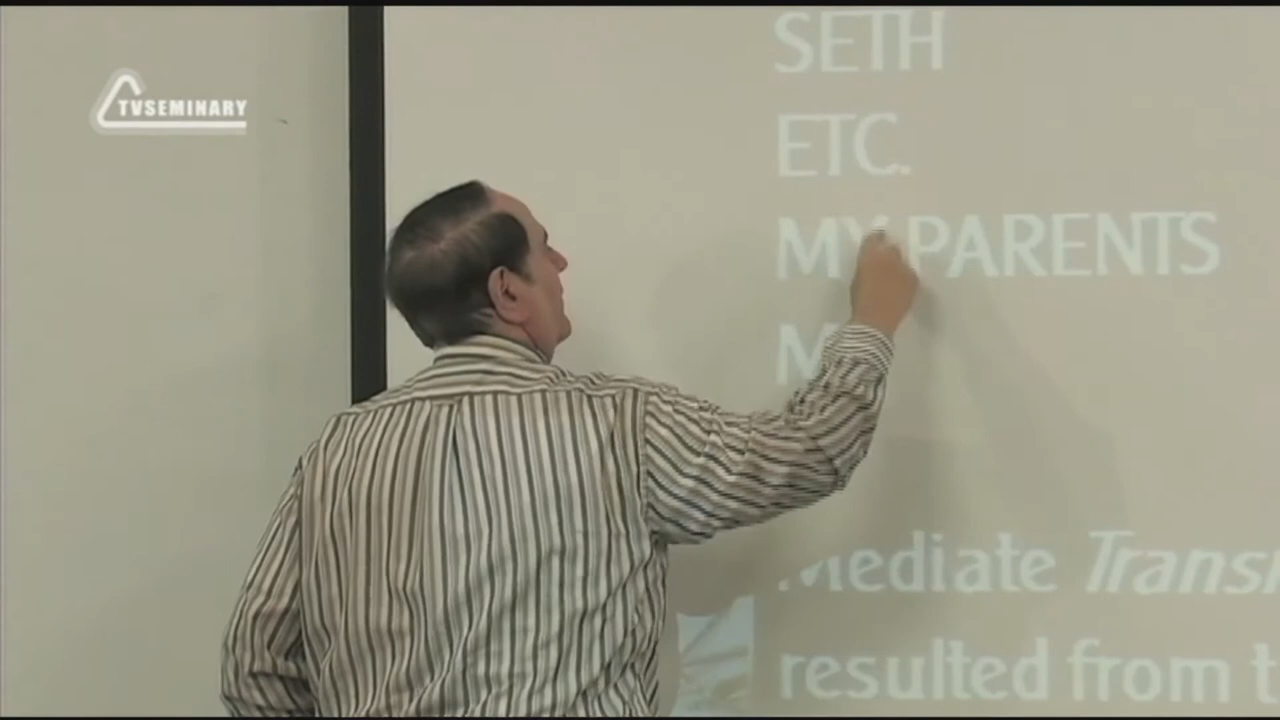 TVSEMINARY
SETH
ETC.
MY PARENTS
Mediate
resulted from